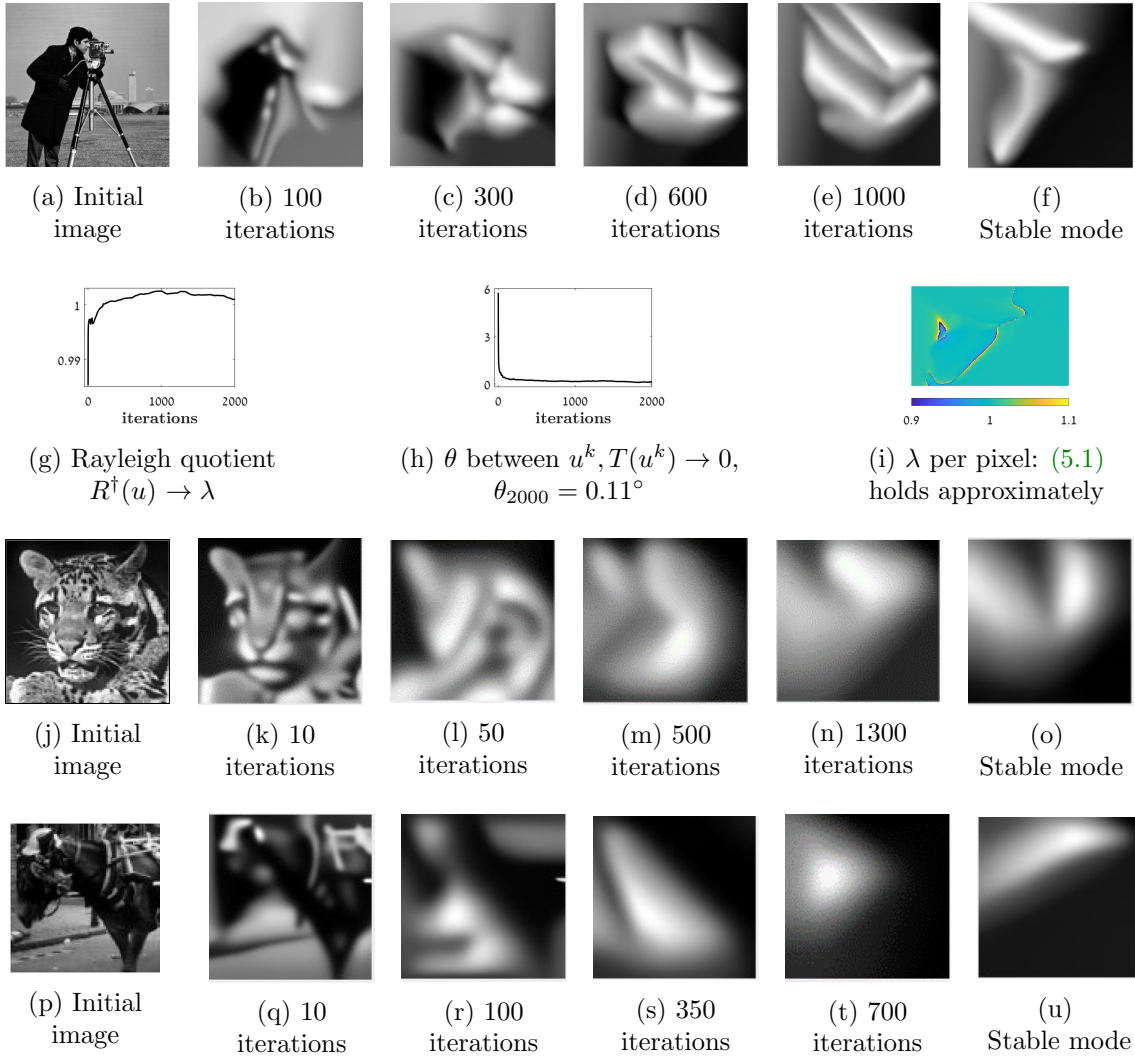 (a) Initial
image
(b) 100
iterations
(c) 300
iterations
(d) 600
iterations
(e) 1000
iterations
(f)
Stable mode
1
0.99
0
1000
2000
iterations
(g) Rayleigh quotient
R†(u) → λ
6
3
0
0
1000
2000
iterations
(h) θ between uᵏ, T(uᵏ) → 0,
θ₂₀₀₀ = 0.11°
0.9
1
1.1
(i) λ per pixel: (5.1)
holds approximately
(j) Initial
image
(k) 10
iterations
(l) 50
iterations
(m) 500
iterations
(n) 1300
iterations
(o)
Stable mode
(p) Initial
image
(q) 10
iterations
(r) 100
iterations
(s) 350
iterations
(t) 700
iterations
(u)
Stable mode